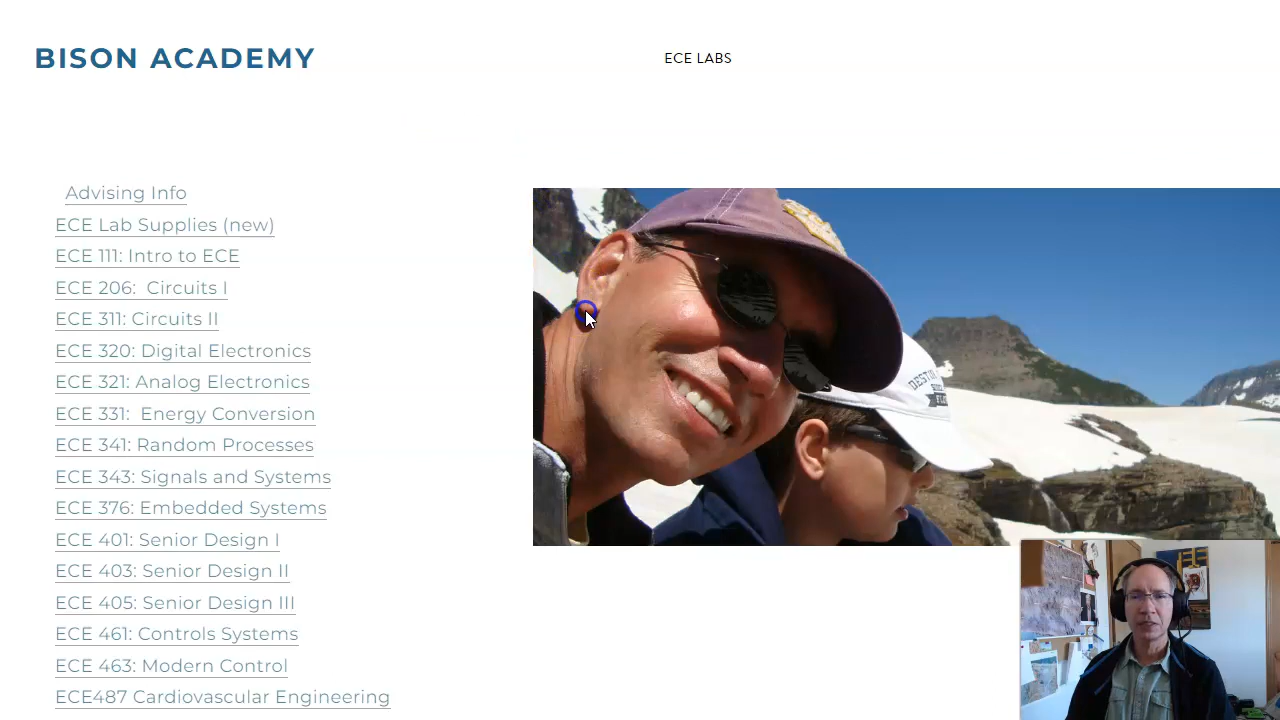 BISON ACADEMY
ECE LABS
Advising Info
ECE Lab Supplies (new)
ECE 111: Intro to ECE
ECE 206: Circuits I
ECE 311: Circuits II
ECE 320: Digital Electronics
ECE 321: Analog Electronics
ECE 331: Energy Conversion
ECE 341: Random Processes
ECE 343: Signals and Systems
ECE 376: Embedded Systems
ECE 401: Senior Design I
ECE 403: Senior Design II
ECE 405: Senior Design III
ECE 461: Controls Systems
ECE 463: Modern Control
ECE487 Cardiovascular Engineering